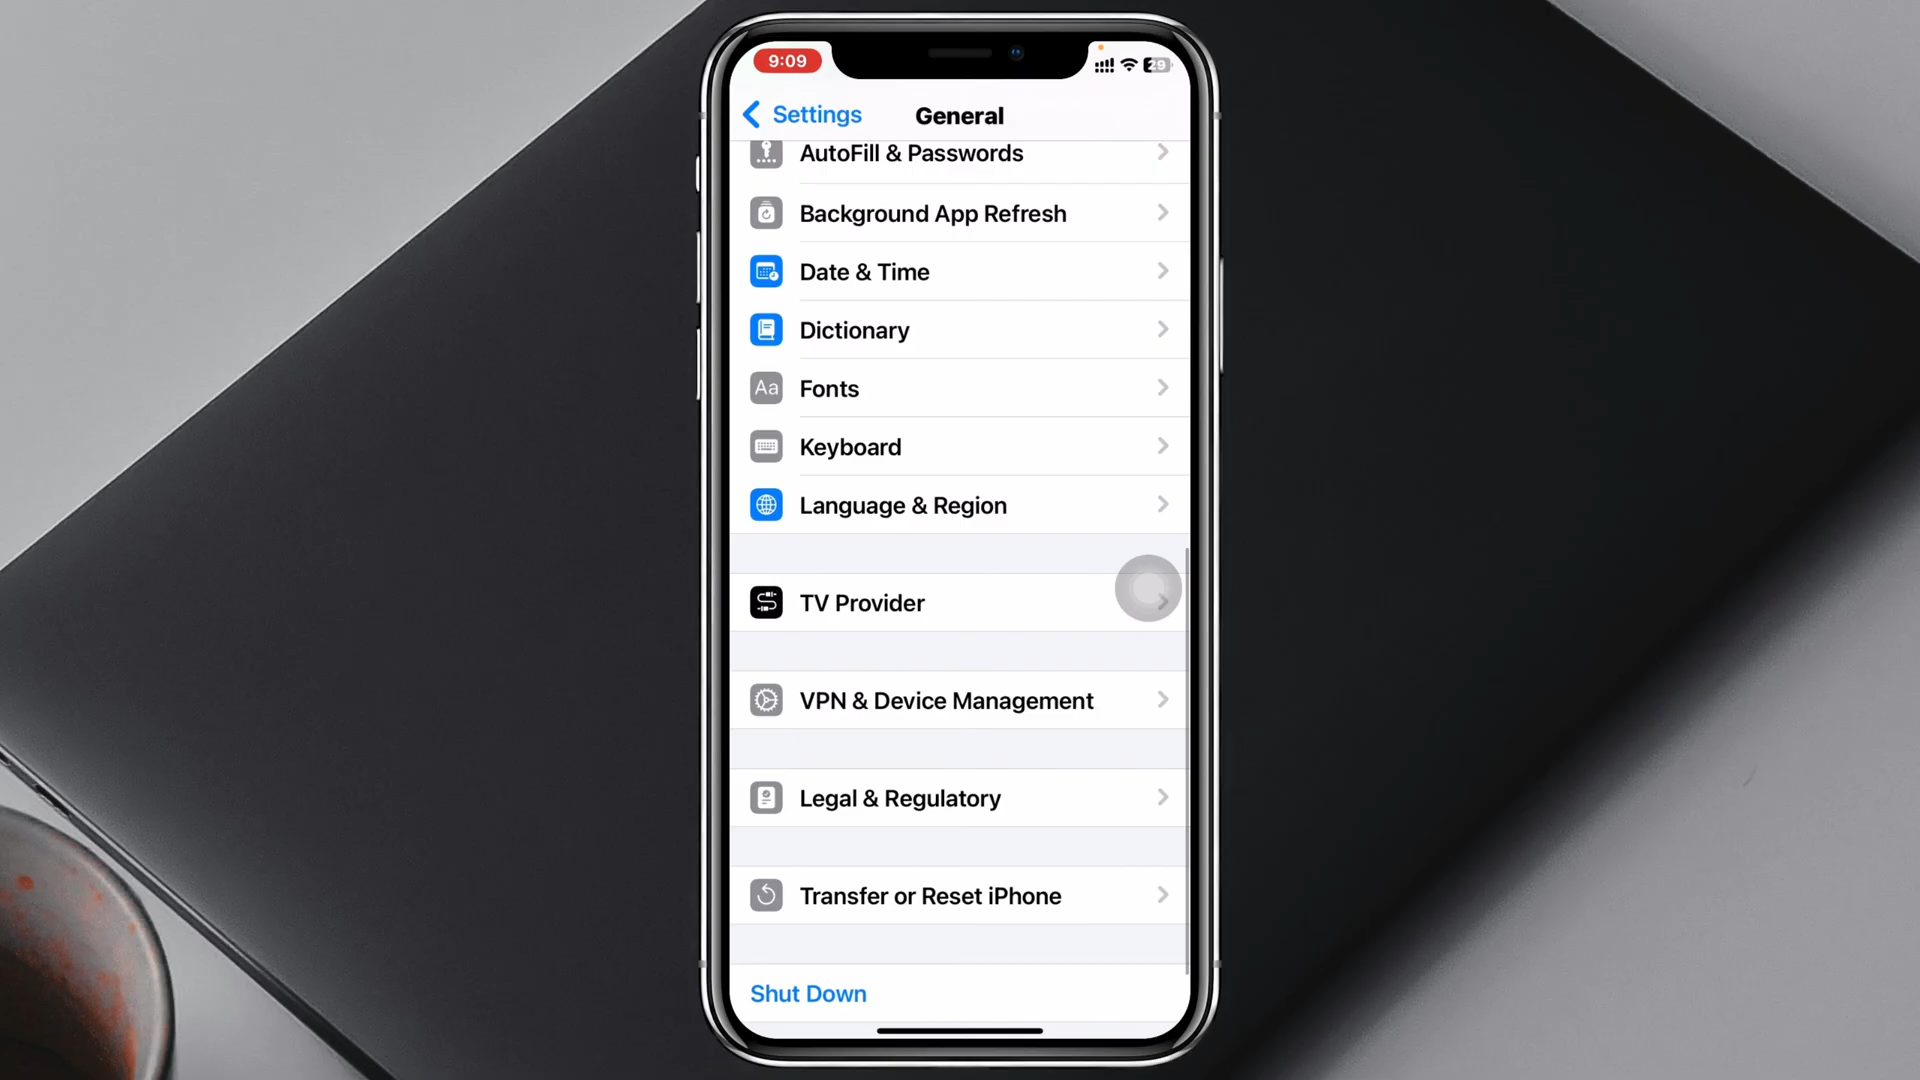 9:09
29
Settings
General
AutoFill & Passwords
Background App Refresh
Date & Time
Dictionary
Aa
Fonts
Keyboard
Language & Region
TV Provider
VPN & Device Management
Legal & Regulatory
Transfer or Reset iPhone
Shut Down